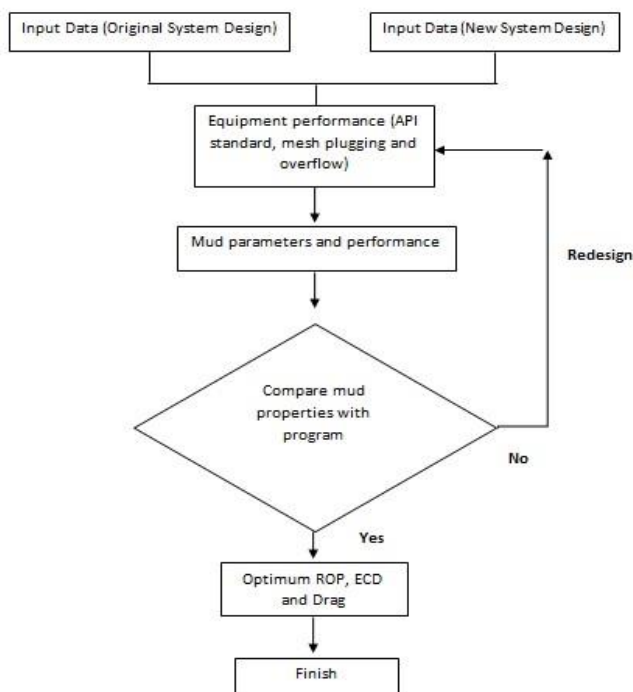 Input Data (Original System Design)
Input Data (New System Design)
Equipment performance (API
standard, mesh plugging and
overflow)
Mud parameters and performance
Redesign
Compare mud
properties with
program
No
Yes
Optimum ROP, ECD
and Drag
Finish